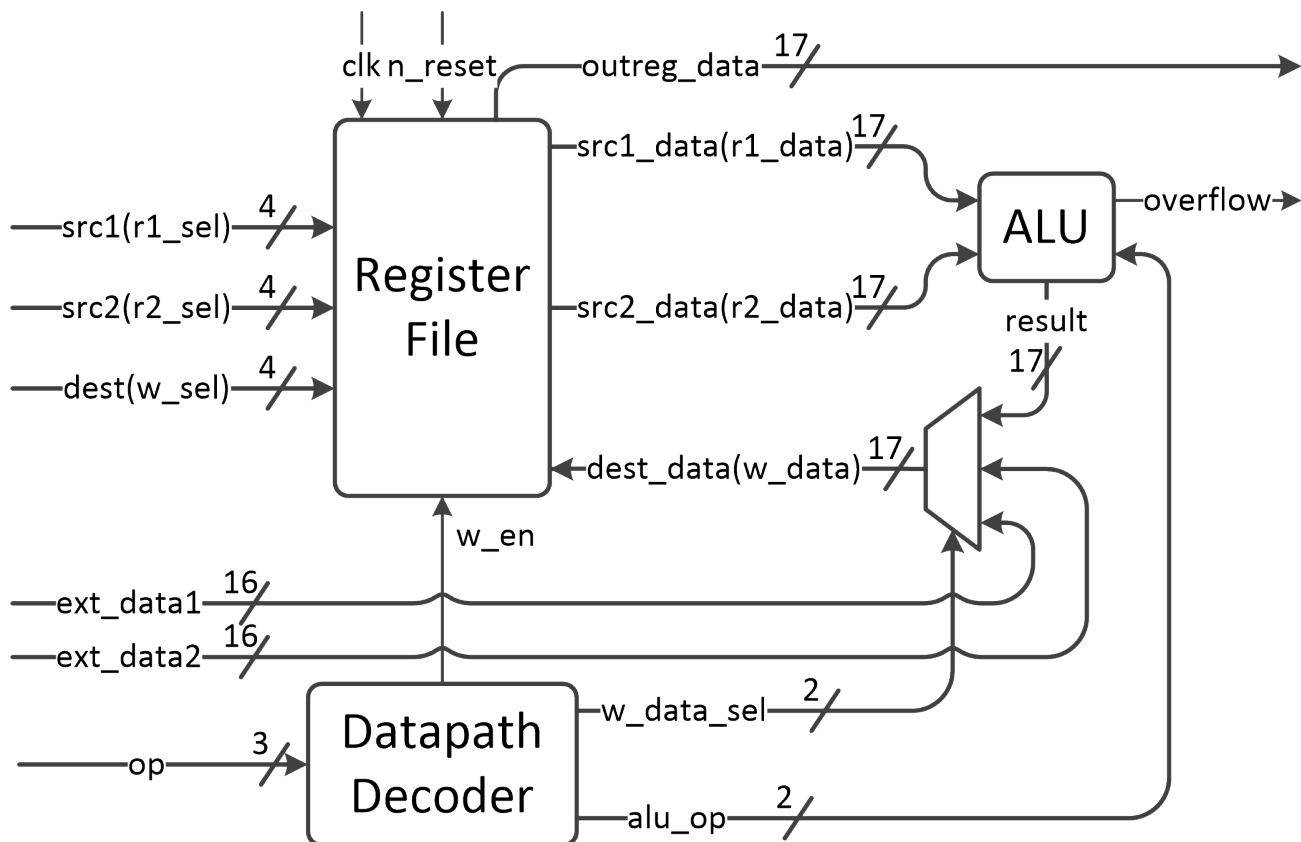 17
clk n_reset outreg_data
17
src1_data(r1_data)
4
src1(r1_sel)
overflow
ALU
Register
File
4
src2(r2_sel)
17
src2_data(r2_data)
result
17
4
dest(w_sel)
17
dest_data(w_data)
w_en
16
ext_data1
16
ext_data2
2
w_data_sel
Datapath
Decoder
3
op
2
alu_op